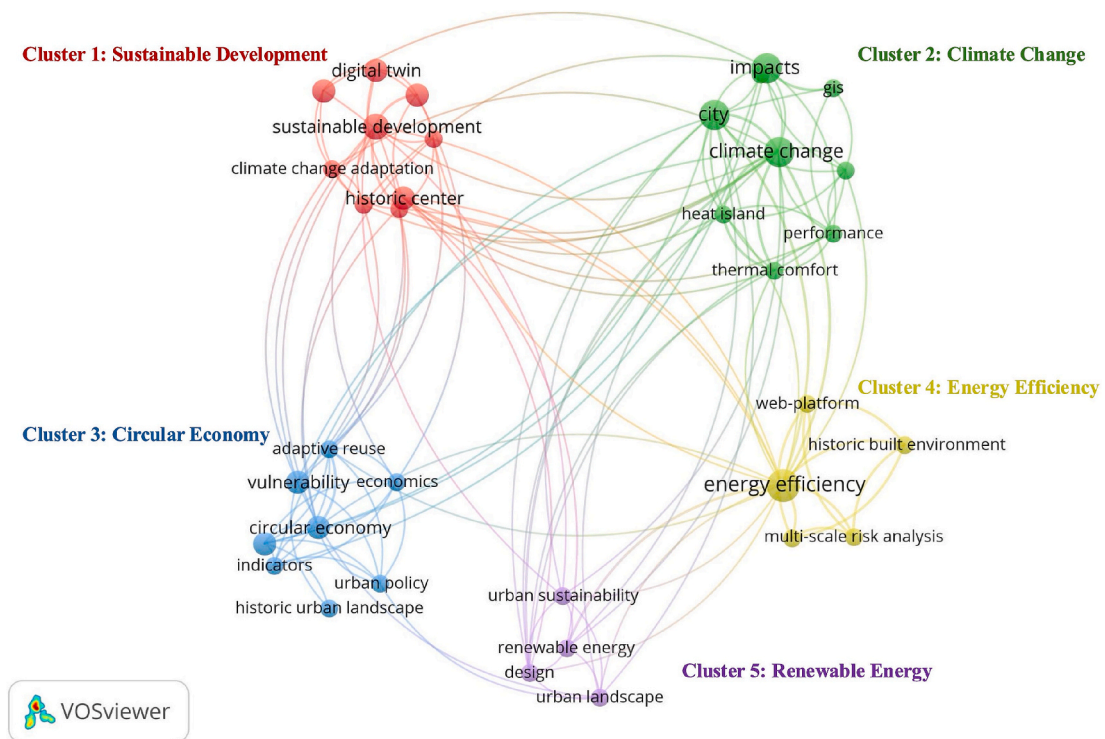 Cluster 1: Sustainable Development
digital twin
sustainable development
climate change adaptation
historic center
Cluster 2: Climate Change
impacts
gis
city
climate change
heat island
performance
thermal comfort
Cluster 3: Circular Economy
adaptive reuse
vulnerability
economics
circular economy
indicators
urban policy
historic urban landscape
Cluster 4: Energy Efficiency
web-platform
historic built environment
energy efficiency
multi-scale risk analysis
Cluster 5: Renewable Energy
urban sustainability
renewable energy
design
urban landscape
VOSviewer